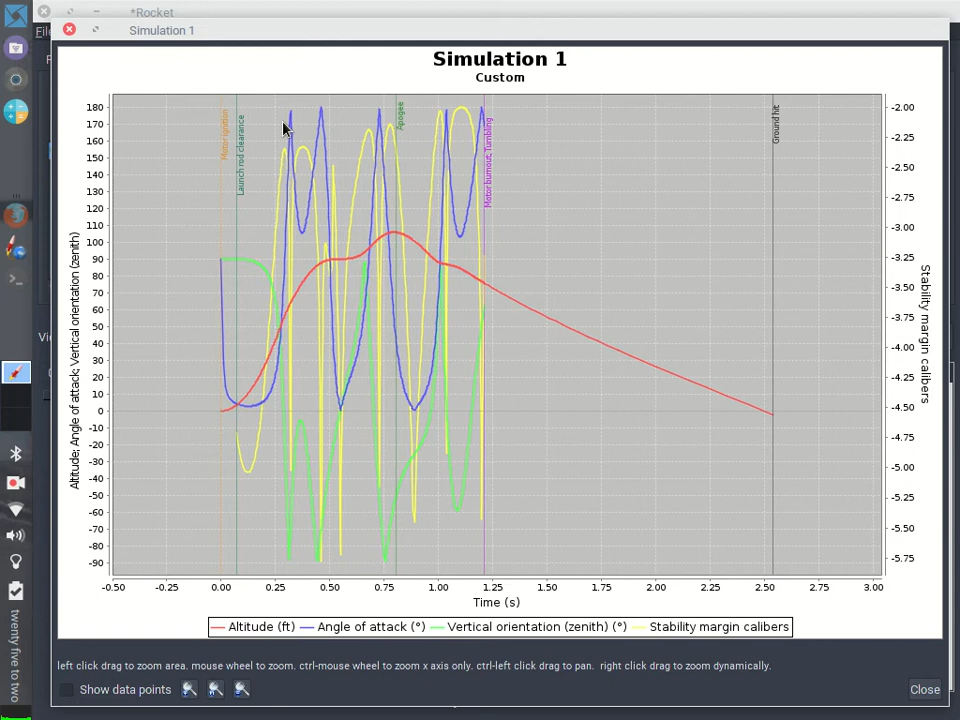 *Rocket
File
Simulation 1
Simulation 1
Custom
180
170
160
150
140
130
120
110
100
90
80
70
60
50
40
30
20
10
0
-10
-20
-30
-40
-50
-60
-70
-80
-90
Altitude; Angle of attack; Vertical orientation (zenith)
Motor ignition
Launch rod clearance
Apogee
Motor burnout, Tumbling
Ground hit
-2.00
-2.25
-2.50
-2.75
-3.00
-3.25
-3.50
-3.75
-4.00
-4.25
-4.50
-4.75
-5.00
-5.25
-5.50
-5.75
Stability margin calibers
-0.50 -0.25 0.00 0.25 0.50 0.75 1.00 1.25 1.50 1.75 2.00 2.25 2.50 2.75 3.00
Time (s)
Altitude (ft) Angle of attack (°) Vertical orientation (zenith) (°) Stability margin calibers
left click drag to zoom area. mouse wheel to zoom. ctrl-mouse wheel to zoom x axis only. ctrl-left click drag to pan. right click drag to zoom dynamically.
Show data points
Close
twenty five to two